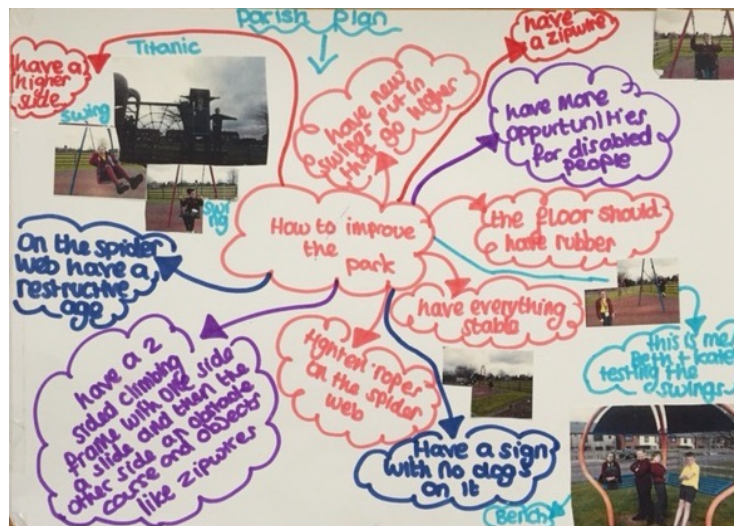 Parish Plan
Titanic
have a
higher
slide
swing
swi
ng
have new
swings put in
that go higher
have
a zipwire
have more
oppurtunities
for disabled
people
How to improve
the
park
the floor should
have rubber
On the spider
web have a
restrictive
age
have everything
stable
this is me
Beth + kate
testing the
swings
have a 2
sided climbing
frame with one side
a slide and then the
other side an obstacle
course and objects
like zipwires
tighten ropes
on the spider
web
Have a sign
with no dogs
on it
Bench